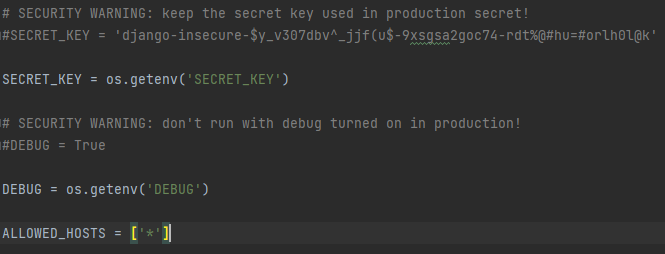 # SECURITY WARNING: keep the secret key used in production secret!
#SECRET_KEY = 'django-insecure-$y_v307dbv^_jjf(u$-9xsgsa2goc74-rdt%@#hu=#orlh0l@k'
SECRET_KEY = os.getenv('SECRET_KEY')
# SECURITY WARNING: don't run with debug turned on in production!
#DEBUG = True
DEBUG = os.getenv('DEBUG')
ALLOWED_HOSTS = ['*']